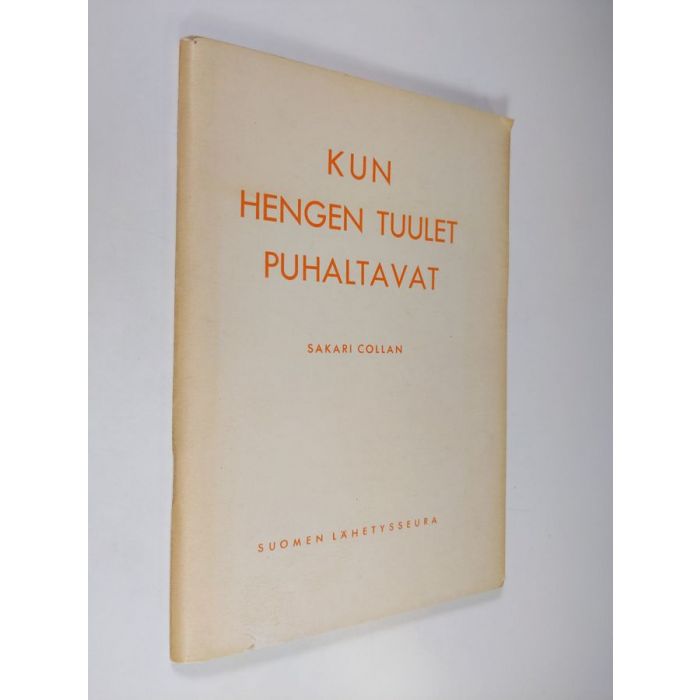 KUN
HENGEN TUULET
PUHALTAVAT
SAKARI COLLAN
SUOMEN LÄHETYSSEURA